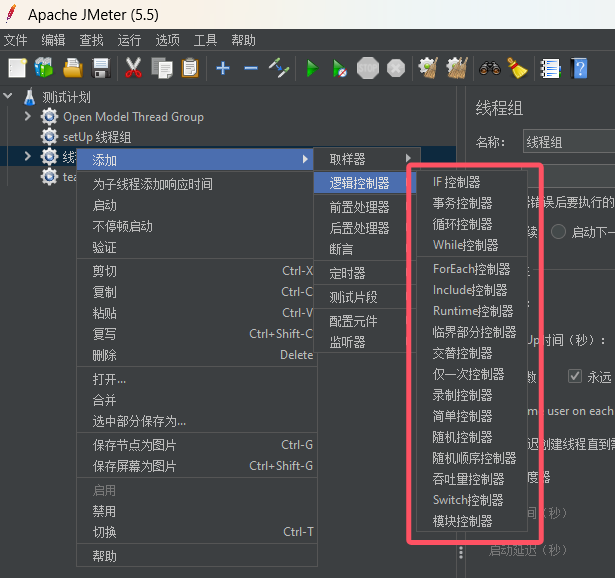 Apache JMeter (5.5)
文件 编辑 查找 运行 选项 工具 帮助
STOP
测试计划
Open Model Thread Group
setUp 线程组
线程
tea
添加
为子线程添加响应时间
启动
不停顿启动
验证
剪切 Ctrl-X
复制 Ctrl-C
粘贴 Ctrl-V
复写 Ctrl+Shift-C
删除 Delete
打开...
合并
选中部分保存为...
保存节点为图片 Ctrl-G
保存屏幕为图片 Ctrl+Shift-G
启用
禁用
切换 Ctrl-T
帮助
取样器
逻辑控制器
前置处理器
后置处理器
断言
定时器
测试片段
配置元件
监听器
IF 控制器
事务控制器
循环控制器
While控制器
ForEach控制器
Include控制器
Runtime控制器
临界部分控制器
交替控制器
仅一次控制器
录制控制器
简单控制器
随机控制器
随机顺序控制器
吞吐量控制器
Switch控制器
模块控制器
线程组
名称： 线程组
错误后要执行的
续 启动下一
Up时间（秒）：
数 永远
me user on each
迟创建线程直到需
度器
间（秒）
启动延迟（秒）